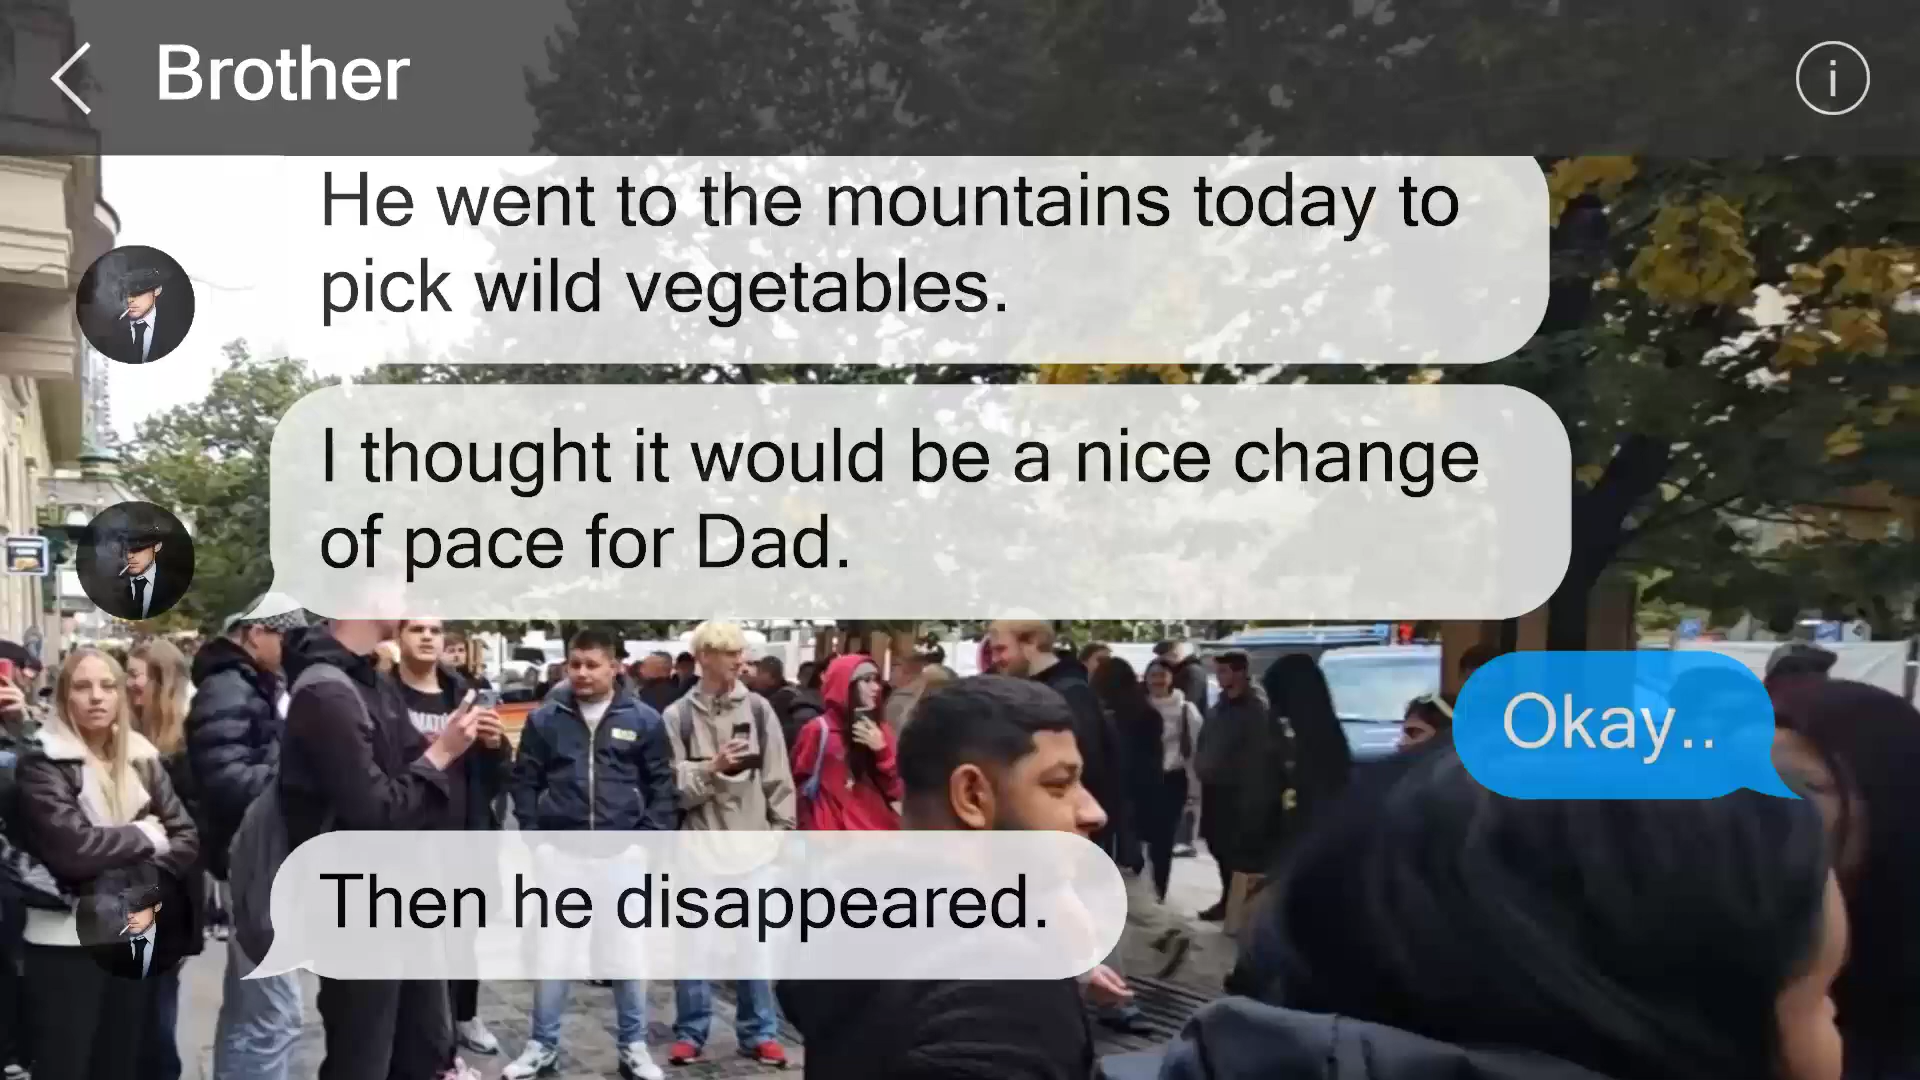 Brother
He went to the mountains today to
pick wild vegetables.
I thought it would be a nice change
of pace for Dad.
Okay..
Then he disappeared.